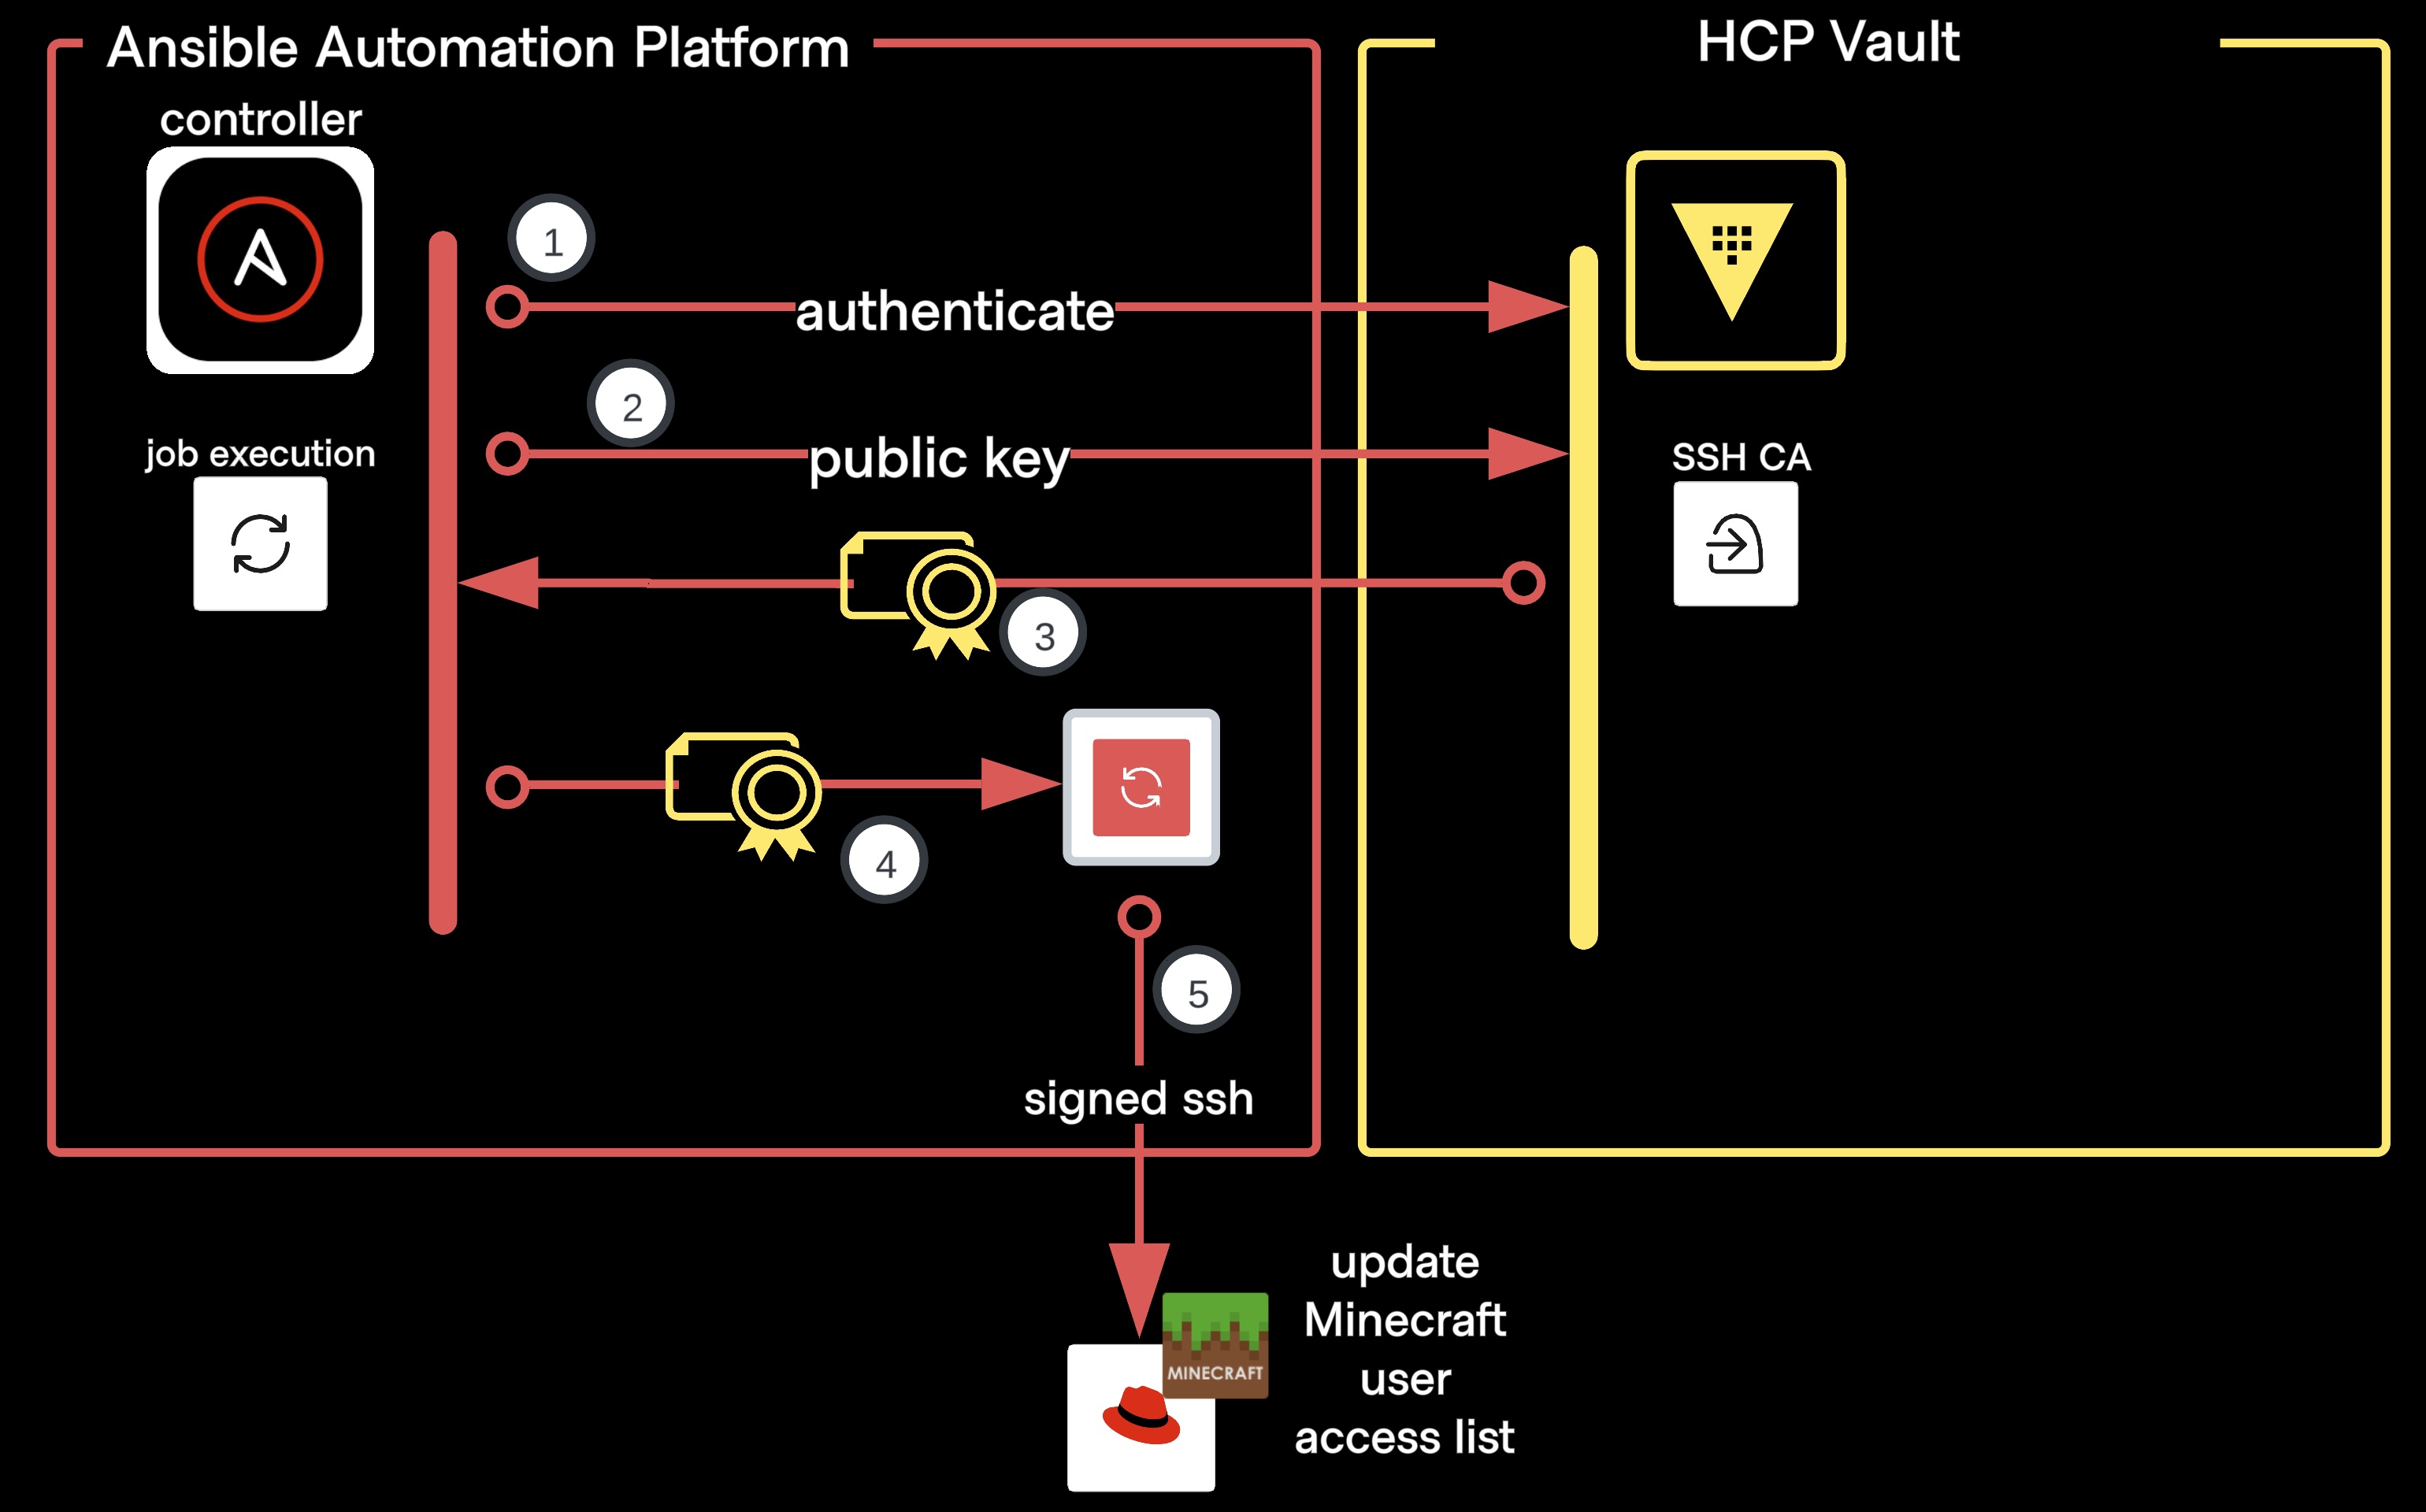 Ansible Automation Platform
HCP Vault
controller
1
authenticate
2
public key
job execution
SSH CA
3
4
5
signed ssh
update
Minecraft
user
access list
MINECRAFT